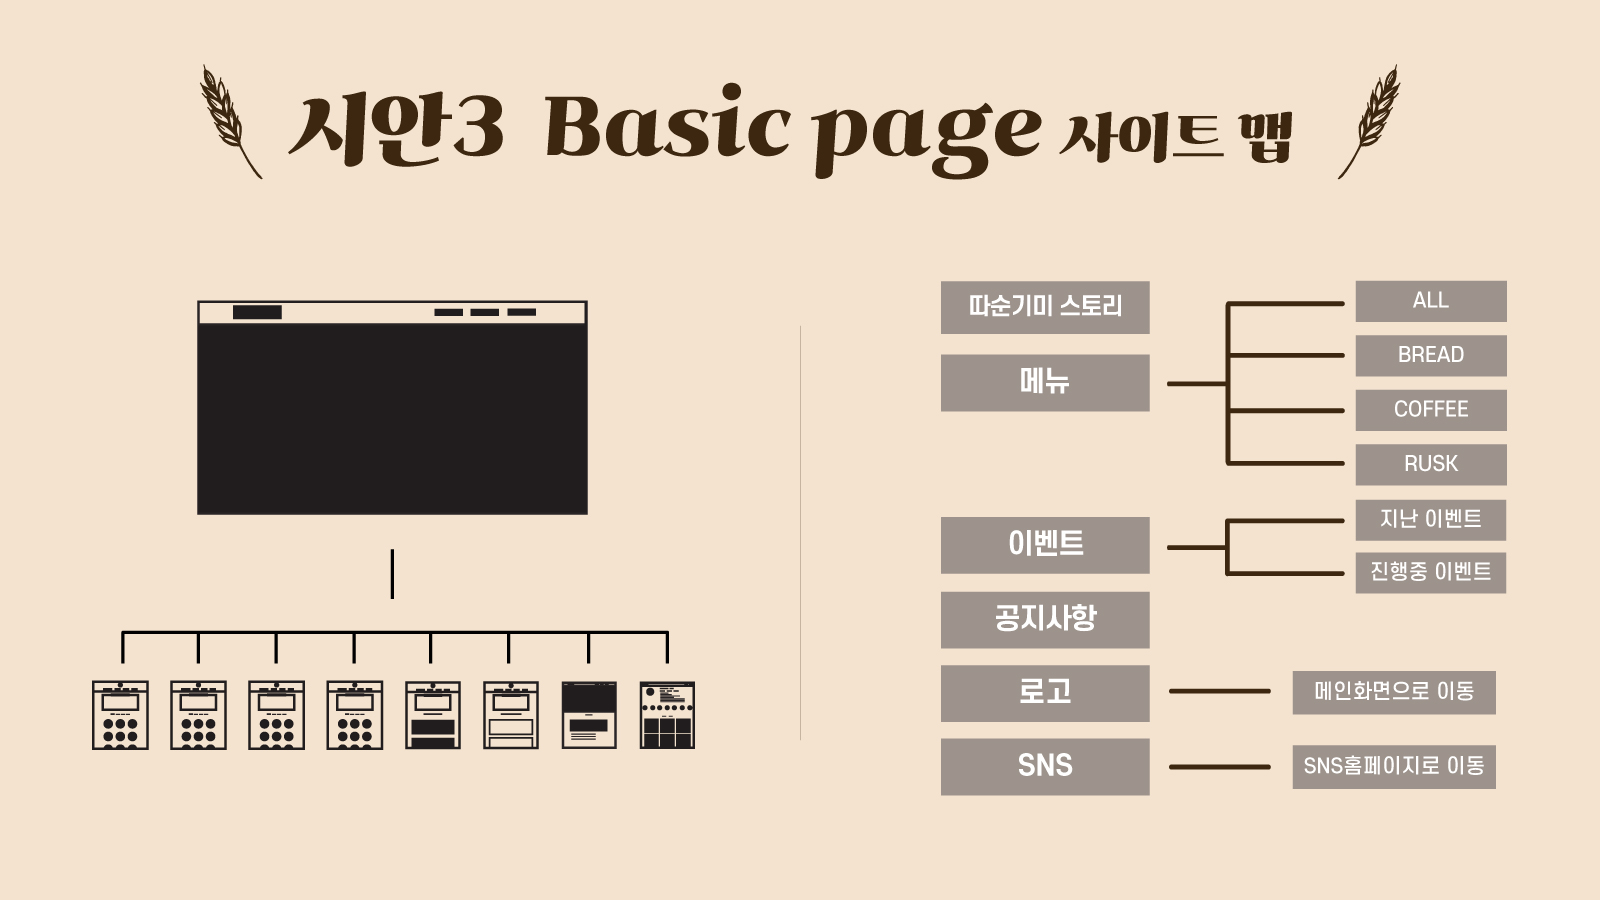 시안3 Basic page 사이트 맵
따순기미 스토리
메뉴
ALL
BREAD
COFFEE
RUSK
이벤트
지난 이벤트
진행중 이벤트
공지사항
로고
메인화면으로 이동
SNS
SNS홈페이지로 이동